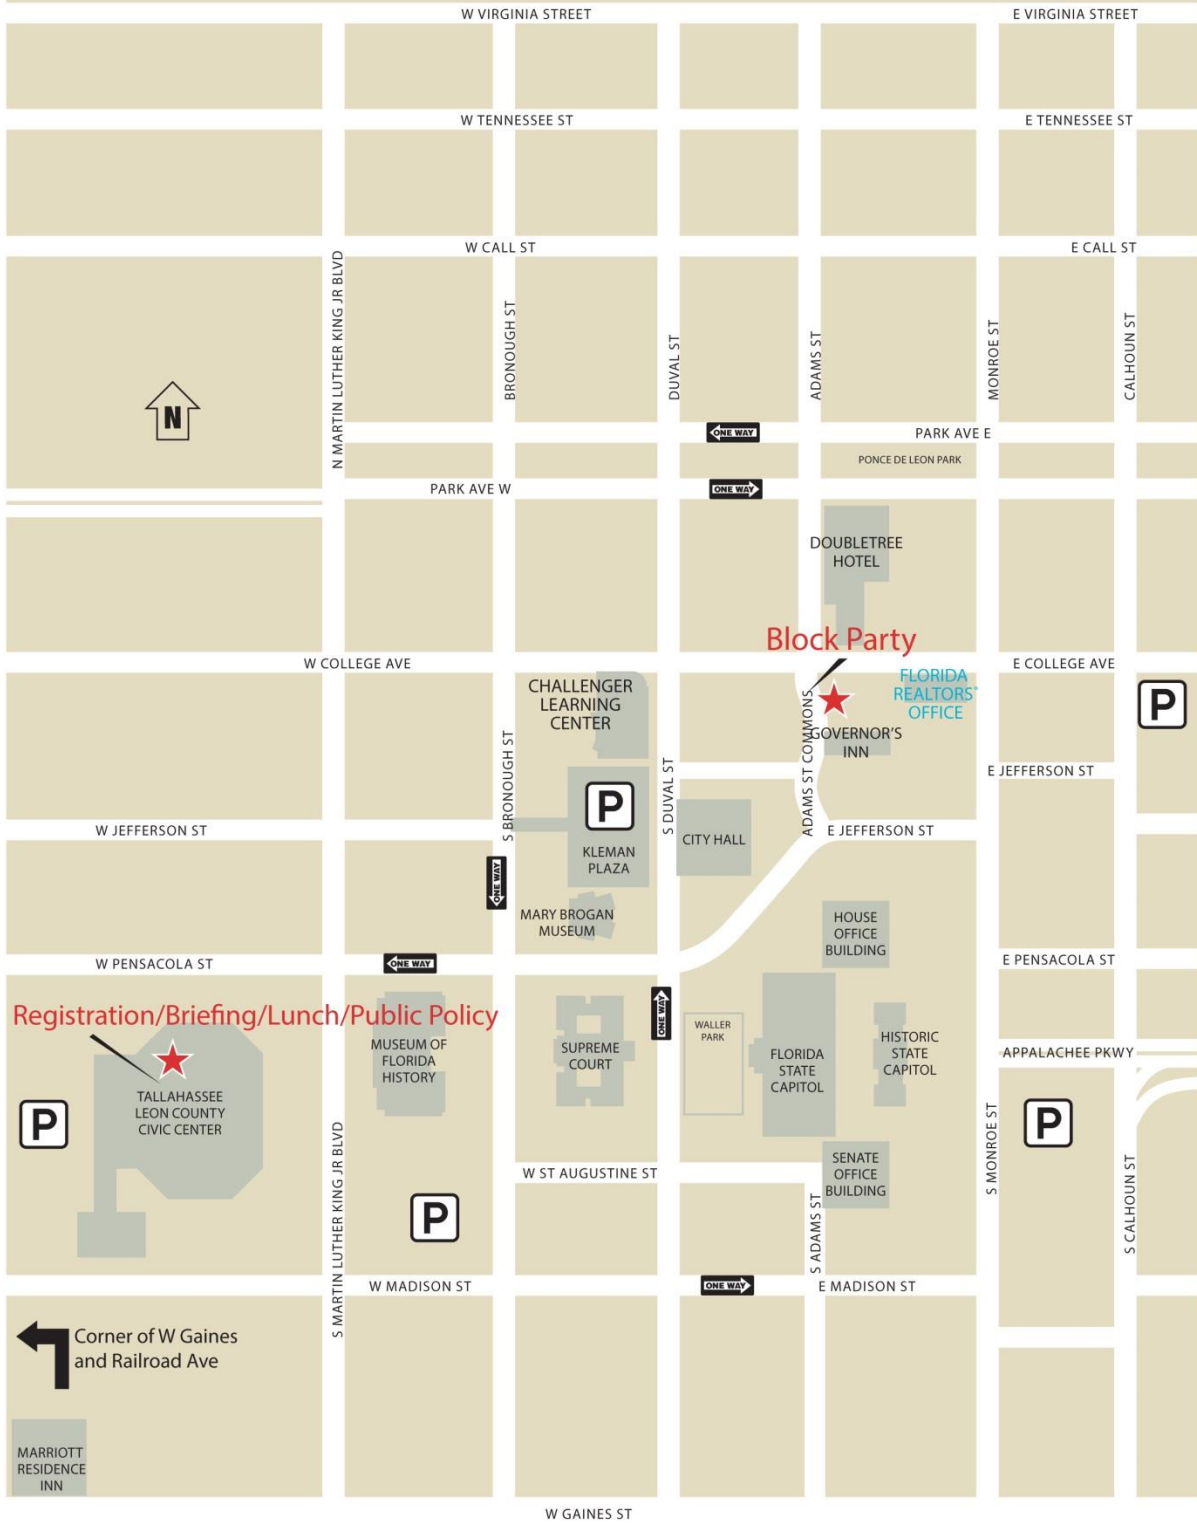 W VIRGINIA STREET
E VIRGINIA STREET
W TENNESSEE ST
E TENNESSEE ST
W CALL ST
E CALL ST
N MARTIN LUTHER KING JR BLVD
BRONOUGH ST
DUVAL ST
ADAMS ST
MONROE ST
CALHOUN ST
N
ONE WAY
PARK AVE E
PONCE DE LEON PARK
PARK AVE W
ONE WAY
DOUBLETREE
HOTEL
Block Party
W COLLEGE AVE
E COLLEGE AVE
CHALLENGER
LEARNING
CENTER
FLORIDA
REALTORS®
OFFICE
P
GOVERNOR'S
INN
ADAMS ST COMMONS
S BRONOUGH ST
S DUVAL ST
E JEFFERSON ST
P
W JEFFERSON ST
E JEFFERSON ST
CITY HALL
KLEMAN
PLAZA
ONE WAY
MARY BROGAN
MUSEUM
HOUSE
OFFICE
BUILDING
W PENSACOLA ST
ONE WAY
E PENSACOLA ST
Registration/Briefing/Lunch/Public Policy
ONE WAY
MUSEUM OF
FLORIDA
HISTORY
SUPREME
COURT
WALLER
PARK
FLORIDA
STATE
CAPITOL
HISTORIC
STATE
CAPITOL
APPALACHEE PKWY
TALLAHASSEE
LEON COUNTY
CIVIC CENTER
P
P
S MARTIN LUTHER KING JR BLVD
S MONROE ST
S CALHOUN ST
W ST AUGUSTINE ST
SENATE
OFFICE
BUILDING
P
S ADAMS ST
W MADISON ST
ONE WAY
E MADISON ST
Corner of W Gaines
and Railroad Ave
MARRIOTT
RESIDENCE
INN
W GAINES ST